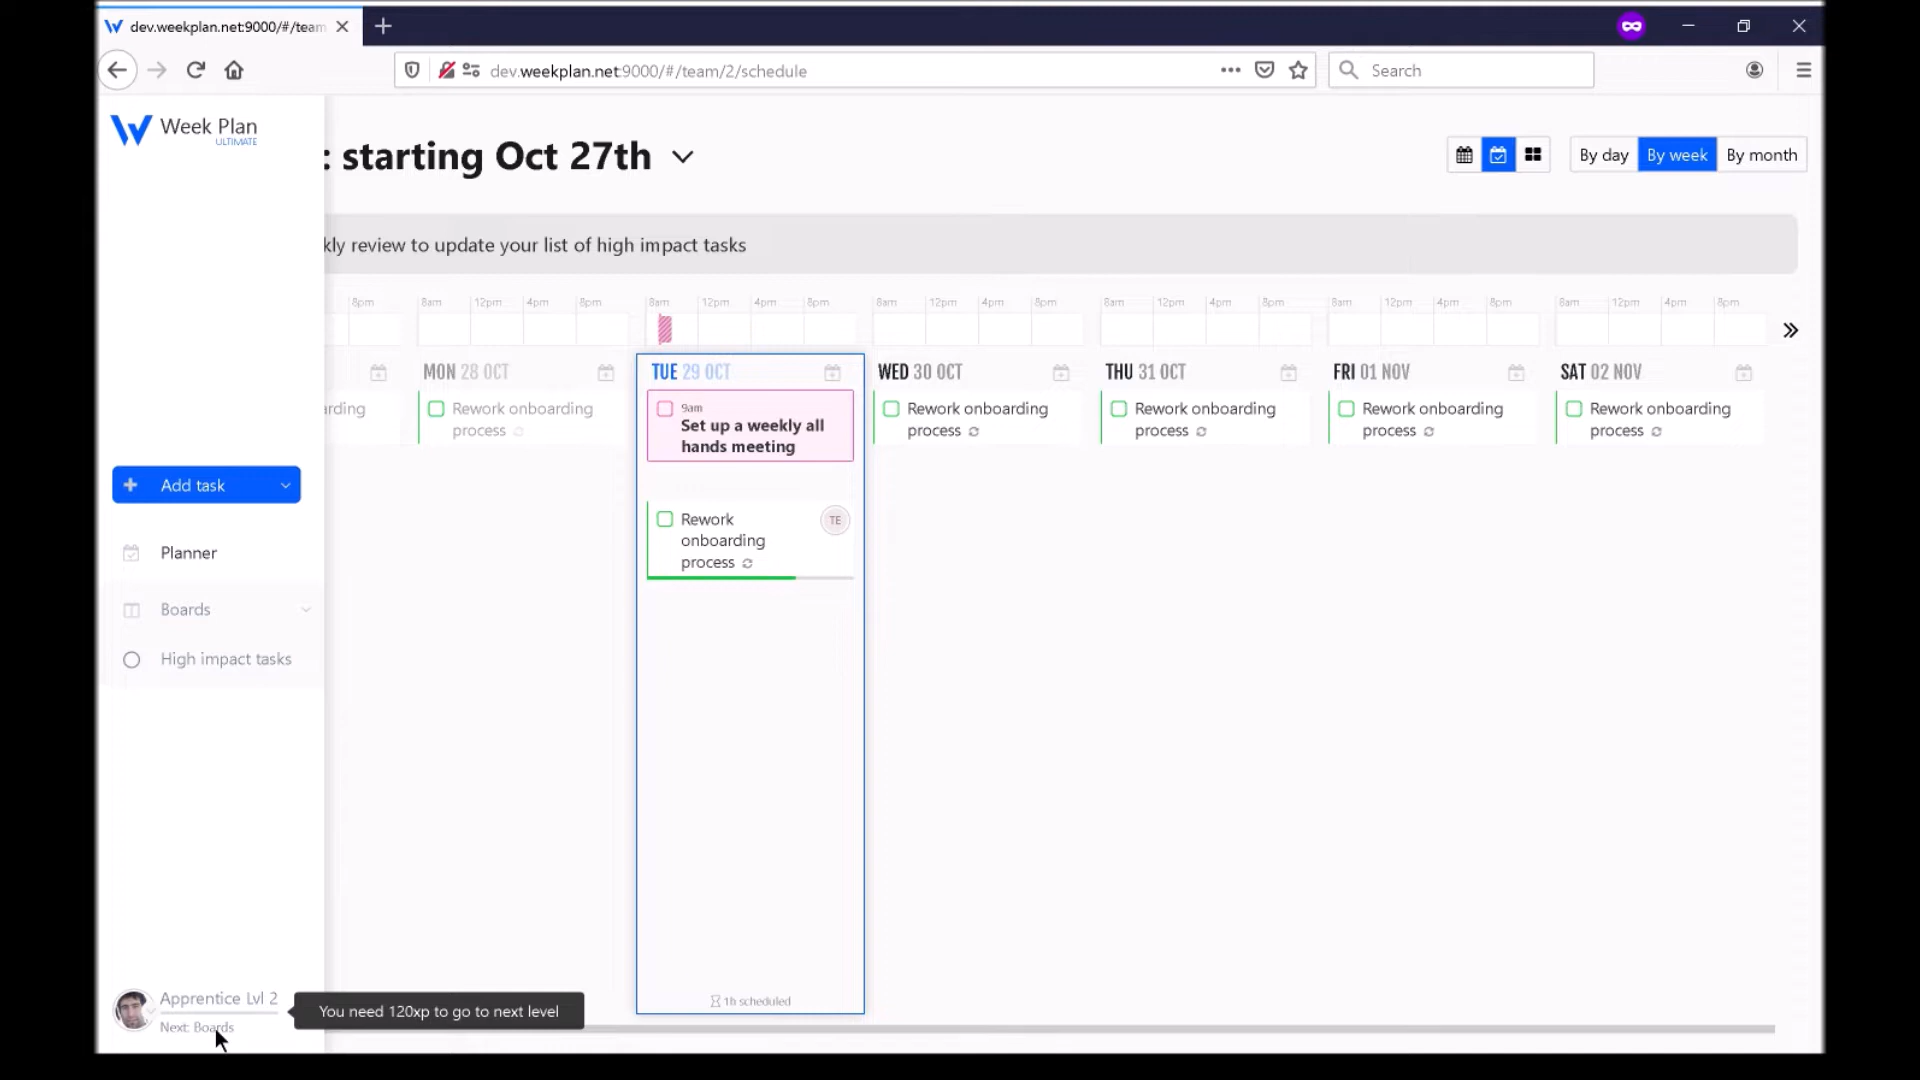 dev.weekplan.net:9000/#/team
dev.weekplan.net:9000/#/team/2/schedule
Search
Week Plan
ULTIMATE
: starting Oct 27th
By day
By week
By month
kly review to update your list of high impact tasks
8pm
8am 12pm 4pm 8pm
8am 12pm 4pm 8pm
8am 12pm 4pm 8pm
8am 12pm 4pm 8pm
8am 12pm 4pm 8pm
8am 12pm 4pm 8pm
rding
MON 28 OCT
Rework onboarding
process
TUE 29 OCT
9am
Set up a weekly all
hands meeting
Rework
onboarding
process
TE
1h scheduled
WED 30 OCT
Rework onboarding
process
THU 31 OCT
Rework onboarding
process
FRI 01 NOV
Rework onboarding
process
SAT 02 NOV
Rework onboarding
process
Add task
Planner
Boards
High impact tasks
Apprentice Lvl 2
Next: Boards
You need 120xp to go to next level